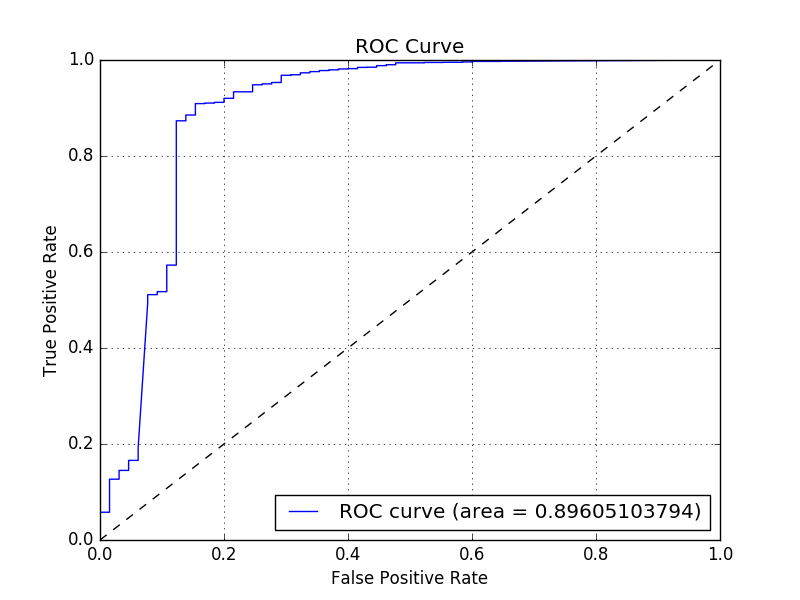 ROC Curve
1.0
0.8
0.6
0.4
0.2
0.0
True Positive Rate
ROC curve (area = 0.89605103794)
0.0 0.2 0.4 0.6 0.8 1.0
False Positive Rate